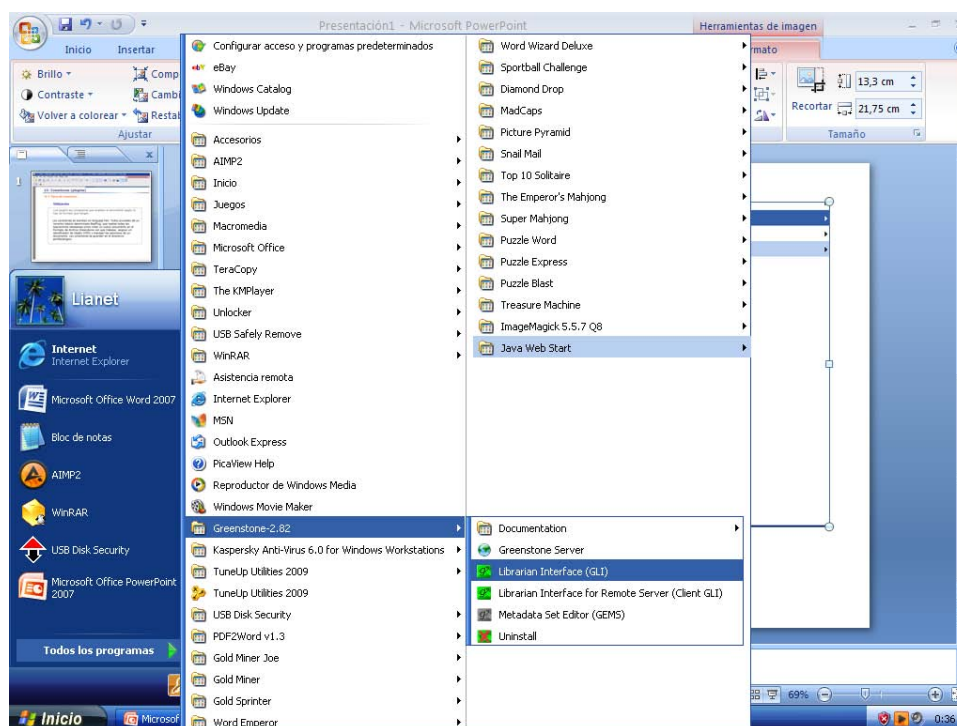 Presentación1 - Microsoft PowerPoint
Herramientas de imagen
Inicio
Insertar
Brillo
Contraste
Volver a colorear
Comp
Cambi
Restal
Ajustar
Recortar
13,3 cm
21,75 cm
Tamaño
1
Lianet
Internet
Internet Explorer
Microsoft Office Word 2007
Bloc de notas
AIMP2
WinRAR
USB Disk Security
Microsoft Office PowerPoint
2007
Todos los programas
Inicio
Microsof
Configurar acceso y programas predeterminados
eBay
Windows Catalog
Windows Update
Accesorios
AIMP2
Inicio
Juegos
Macromedia
Microsoft Office
TeraCopy
The KMPlayer
Unlocker
USB Safely Remove
WinRAR
Asistencia remota
Internet Explorer
MSN
Outlook Express
PicaView Help
Reproductor de Windows Media
Windows Movie Maker
Greenstone-2.82
Kaspersky Anti-Virus 6.0 for Windows Workstations
TuneUp Utilities 2009
TuneUp Utilities 2009
USB Disk Security
PDF2Word v1.3
Gold Miner Joe
Gold Miner
Gold Sprinter
Word Emperor
Word Wizard Deluxe
Sportball Challenge
Diamond Drop
MadCaps
Picture Pyramid
Snail Mail
Top 10 Solitaire
The Emperor's Mahjong
Super Mahjong
Puzzle Word
Puzzle Express
Puzzle Blast
Treasure Machine
ImageMagick 5.5.7 Q8
Java Web Start
Documentation
Greenstone Server
Librarian Interface (GLI)
Librarian Interface for Remote Server (Client GLI)
Metadata Set Editor (GEMS)
Uninstall
69%
0:36